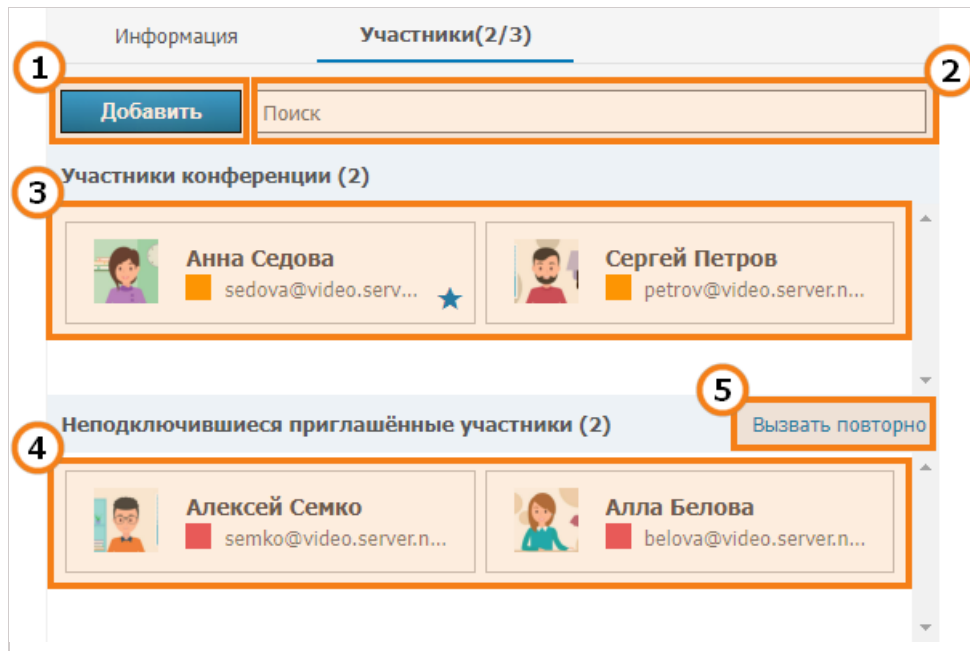 Информация
Участники(2/3)
1
2
Добавить
Поиск
Участники конференции (2)
3
Анна Седова
sedova@video.serv...
Сергей Петров
petrov@video.server.n...
5
Неподключившиеся приглашённые участники (2)
Вызвать повторно
4
Алексей Семко
semko@video.server.n...
Алла Белова
belova@video.server.n...